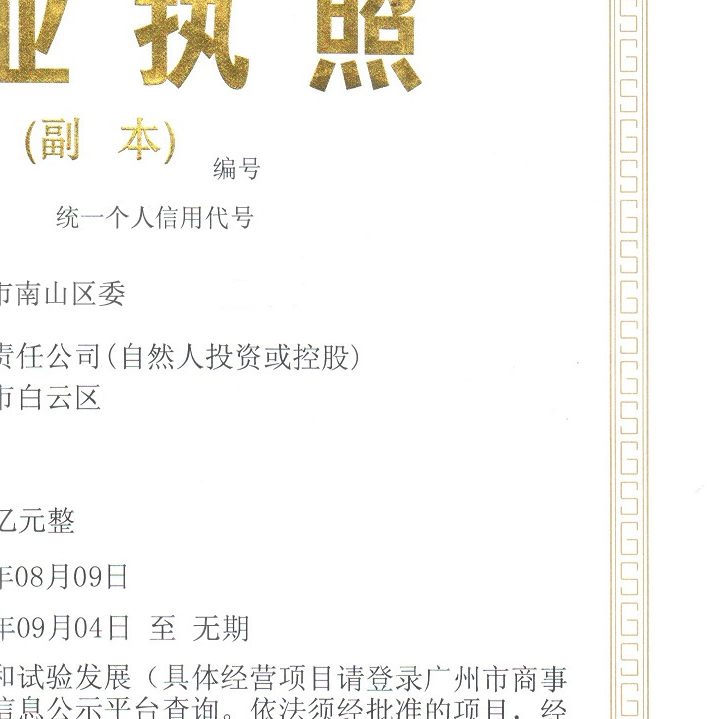 业执照
(副 本)
编号
统一个人信用代号
市南山区委
责任公司(自然人投资或控股)
市白云区
亿元整
年08月09日
年09月04日 至 无期
和试验发展（具体经营项目请登录广州市商事
信息公示平台查询。依法须经批准的项目，经